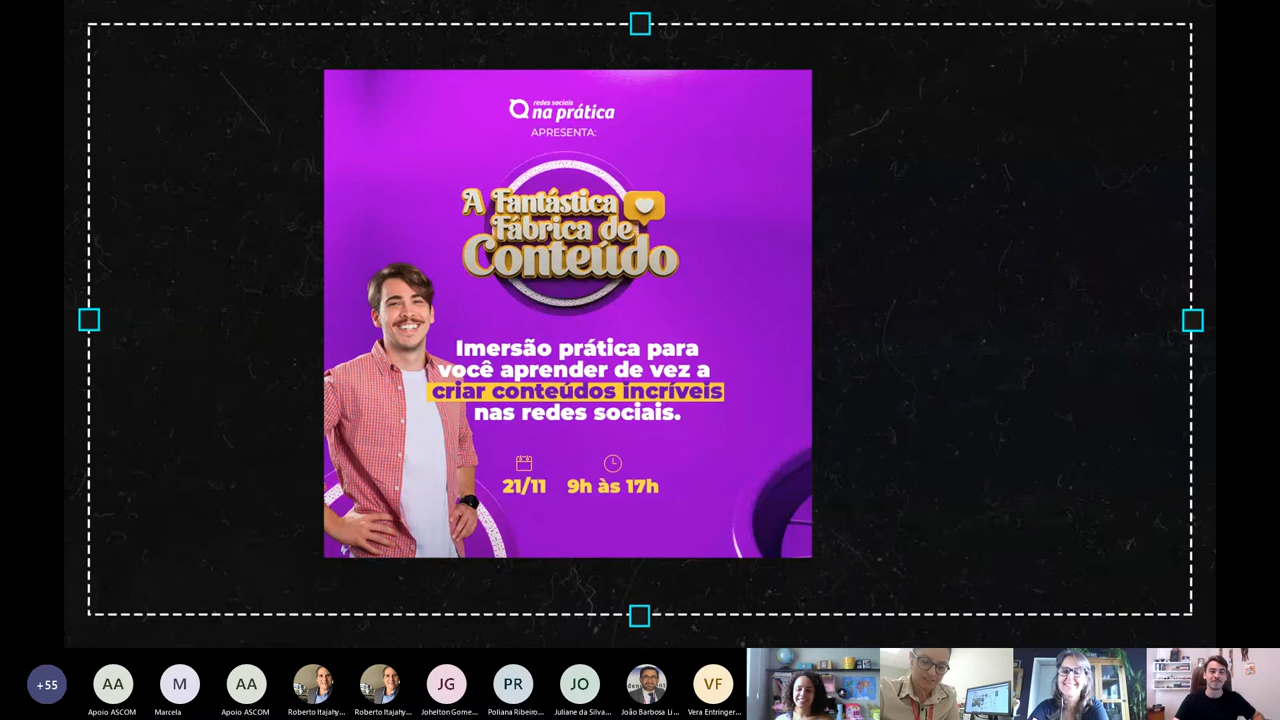 redes sociais
na prática
APRESENTA:
A Fantástica
Fábrica de
Conteúdo
Imersão prática para
você aprender de vez a
criar conteúdos incríveis
nas redes sociais.
21/11 9h às 17h
+55 AA M AA JG PR JO VF
Apoio ASCOM Marcela Apoio ASCOM Roberto Itajahy... Roberto Itajahy... Johelton Gome... Poliana Ribeiro... Juliane da Silva... João Barbosa Li... Vera Entringer...